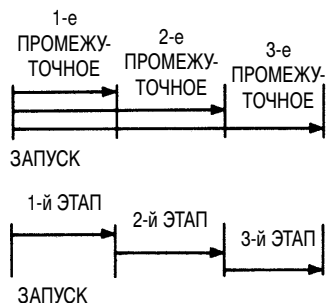 1-е
ПРОМЕЖУ-
ТОЧНОЕ
2-е
ПРОМЕЖУ-
ТОЧНОЕ
3-е
ПРОМЕЖУ-
ТОЧНОЕ
ЗАПУСК
1-й ЭТАП
2-й ЭТАП
3-й ЭТАП
ЗАПУСК